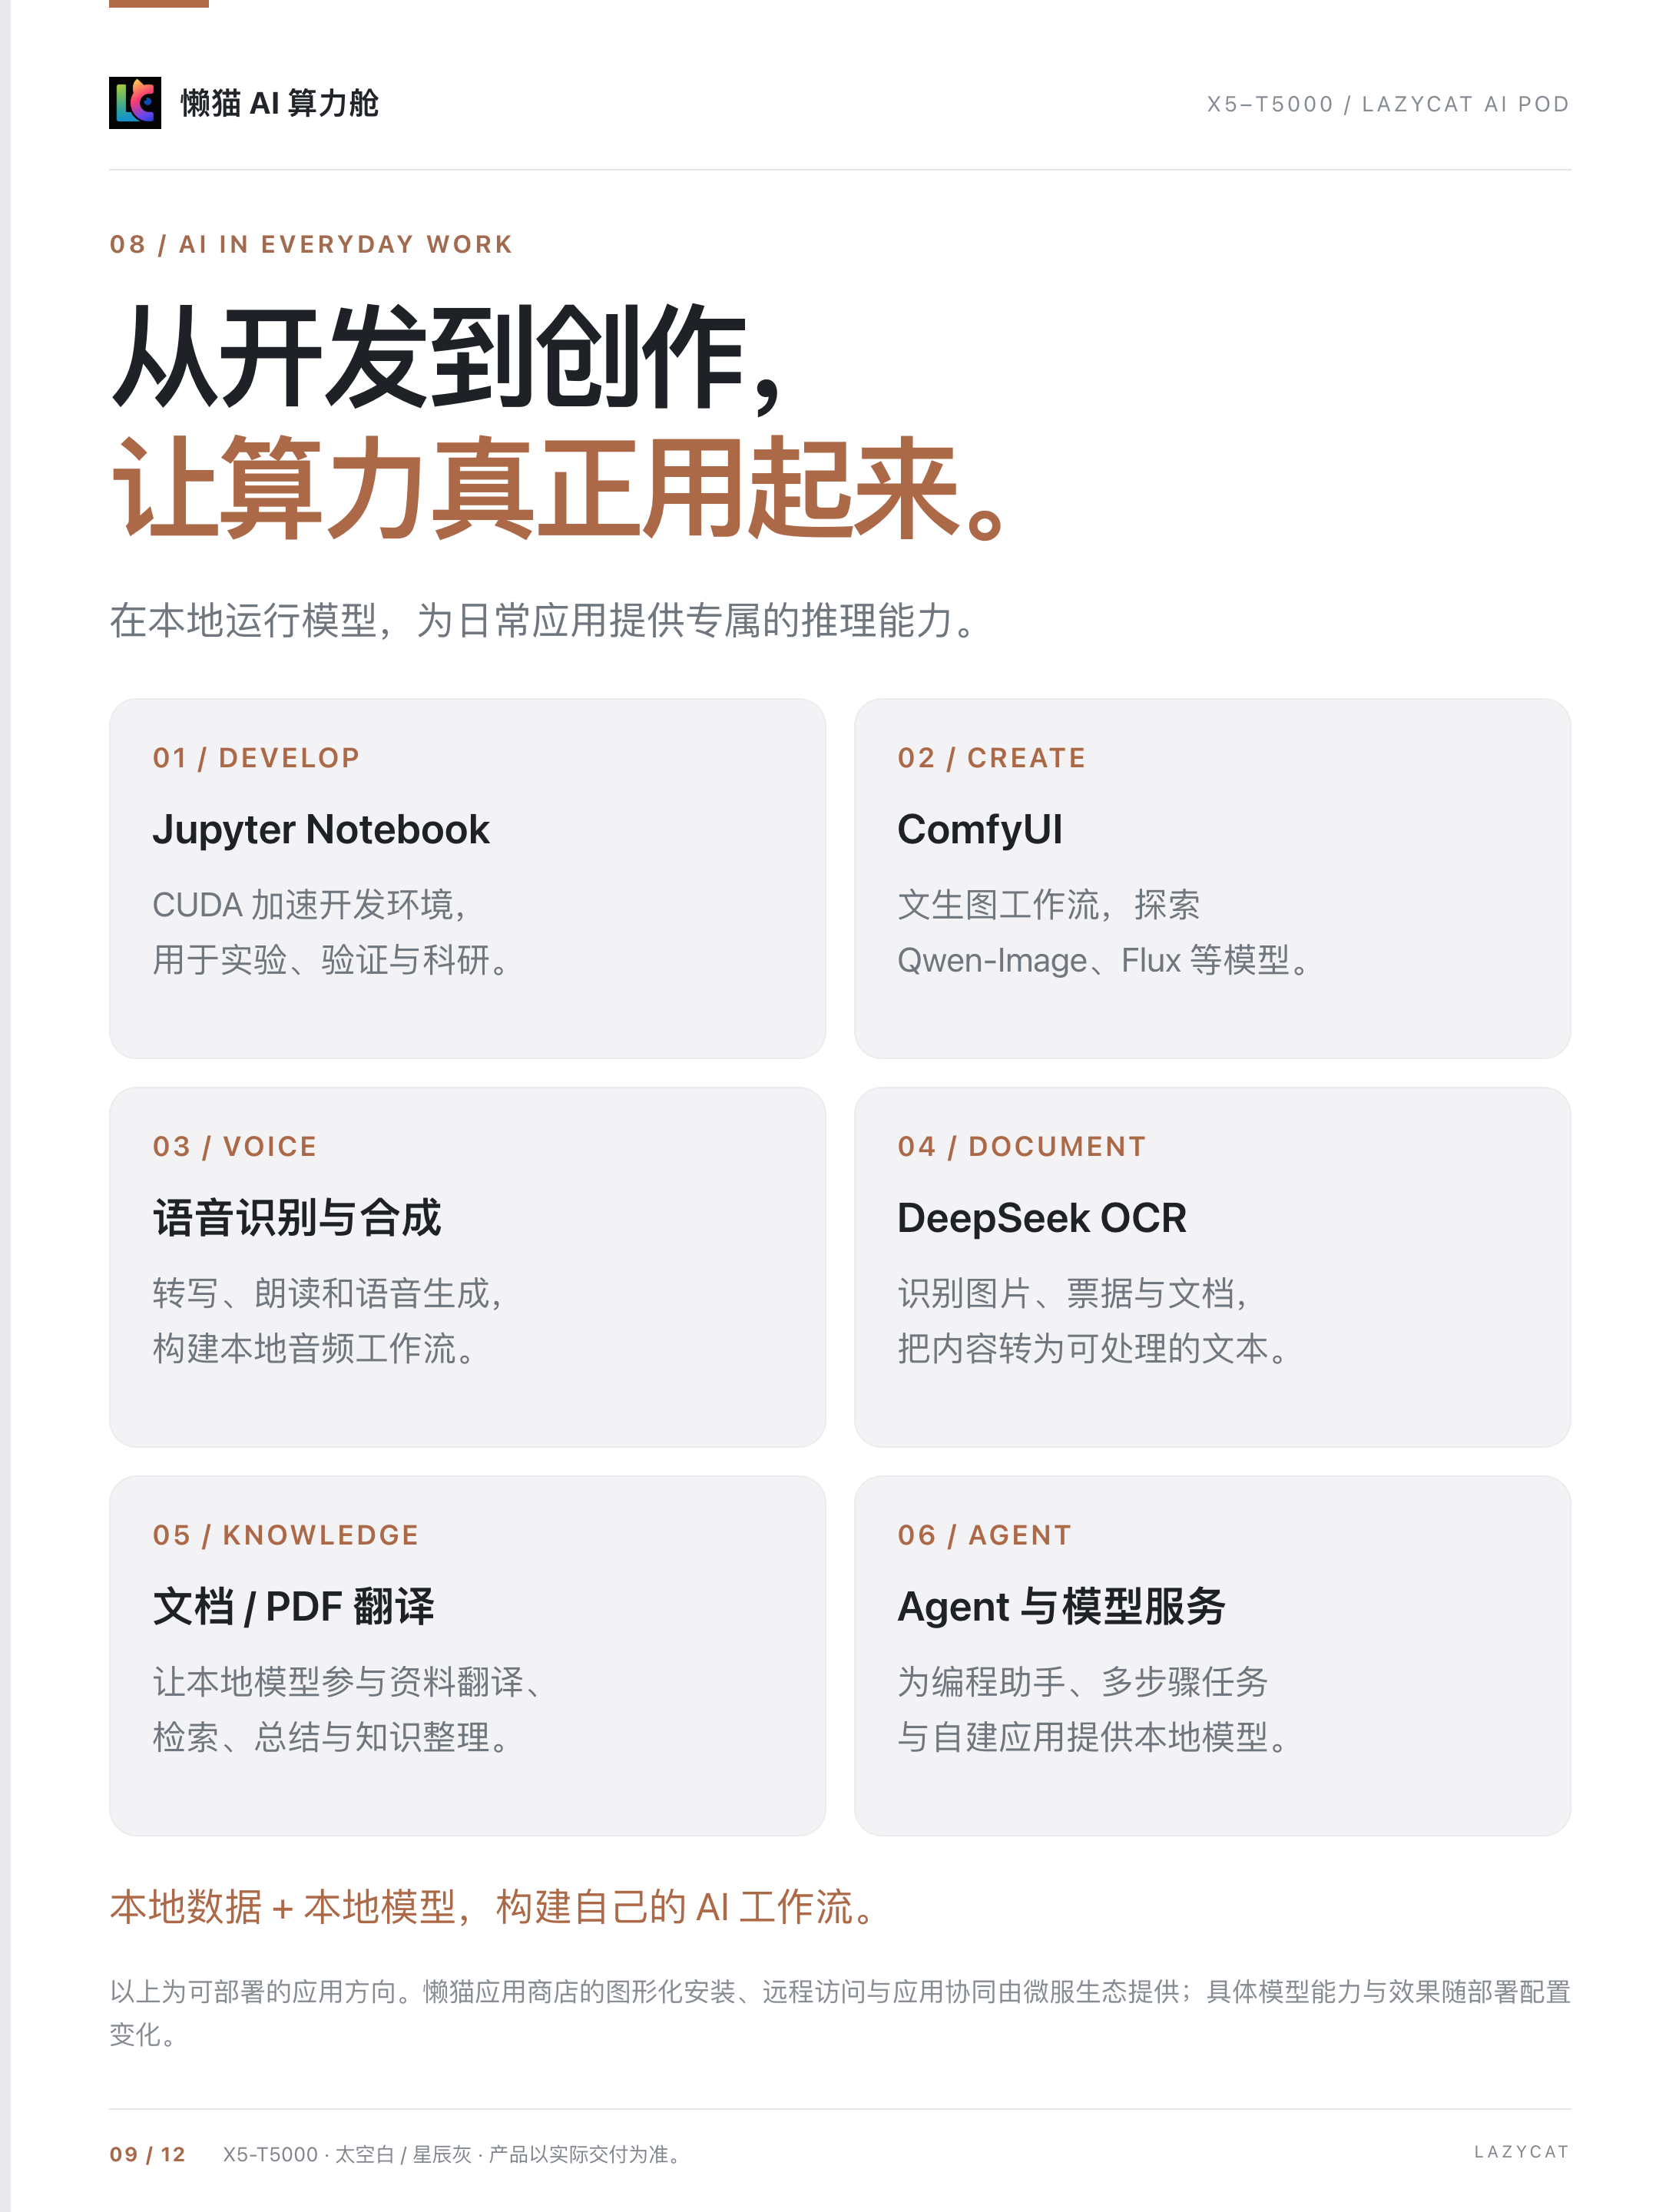 懒猫 AI 算力舱
X5–T5000 / LAZYCAT AI POD
08 / AI IN EVERYDAY WORK
从开发到创作，
让算力真正用起来。
在本地运行模型，为日常应用提供专属的推理能力。
01 / DEVELOP
Jupyter Notebook
CUDA 加速开发环境，
用于实验、验证与科研。
02 / CREATE
ComfyUI
文生图工作流，探索
Qwen-Image、Flux 等模型。
03 / VOICE
语音识别与合成
转写、朗读和语音生成，
构建本地音频工作流。
04 / DOCUMENT
DeepSeek OCR
识别图片、票据与文档，
把内容转为可处理的文本。
05 / KNOWLEDGE
文档 / PDF 翻译
让本地模型参与资料翻译、
检索、总结与知识整理。
06 / AGENT
Agent 与模型服务
为编程助手、多步骤任务
与自建应用提供本地模型。
本地数据 + 本地模型，构建自己的 AI 工作流。
以上为可部署的应用方向。懒猫应用商店的图形化安装、远程访问与应用协同由微服生态提供；具体模型能力与效果随部署配置
变化。
09 / 12
X5-T5000 · 太空白 / 星辰灰 · 产品以实际交付为准。
LAZYCAT